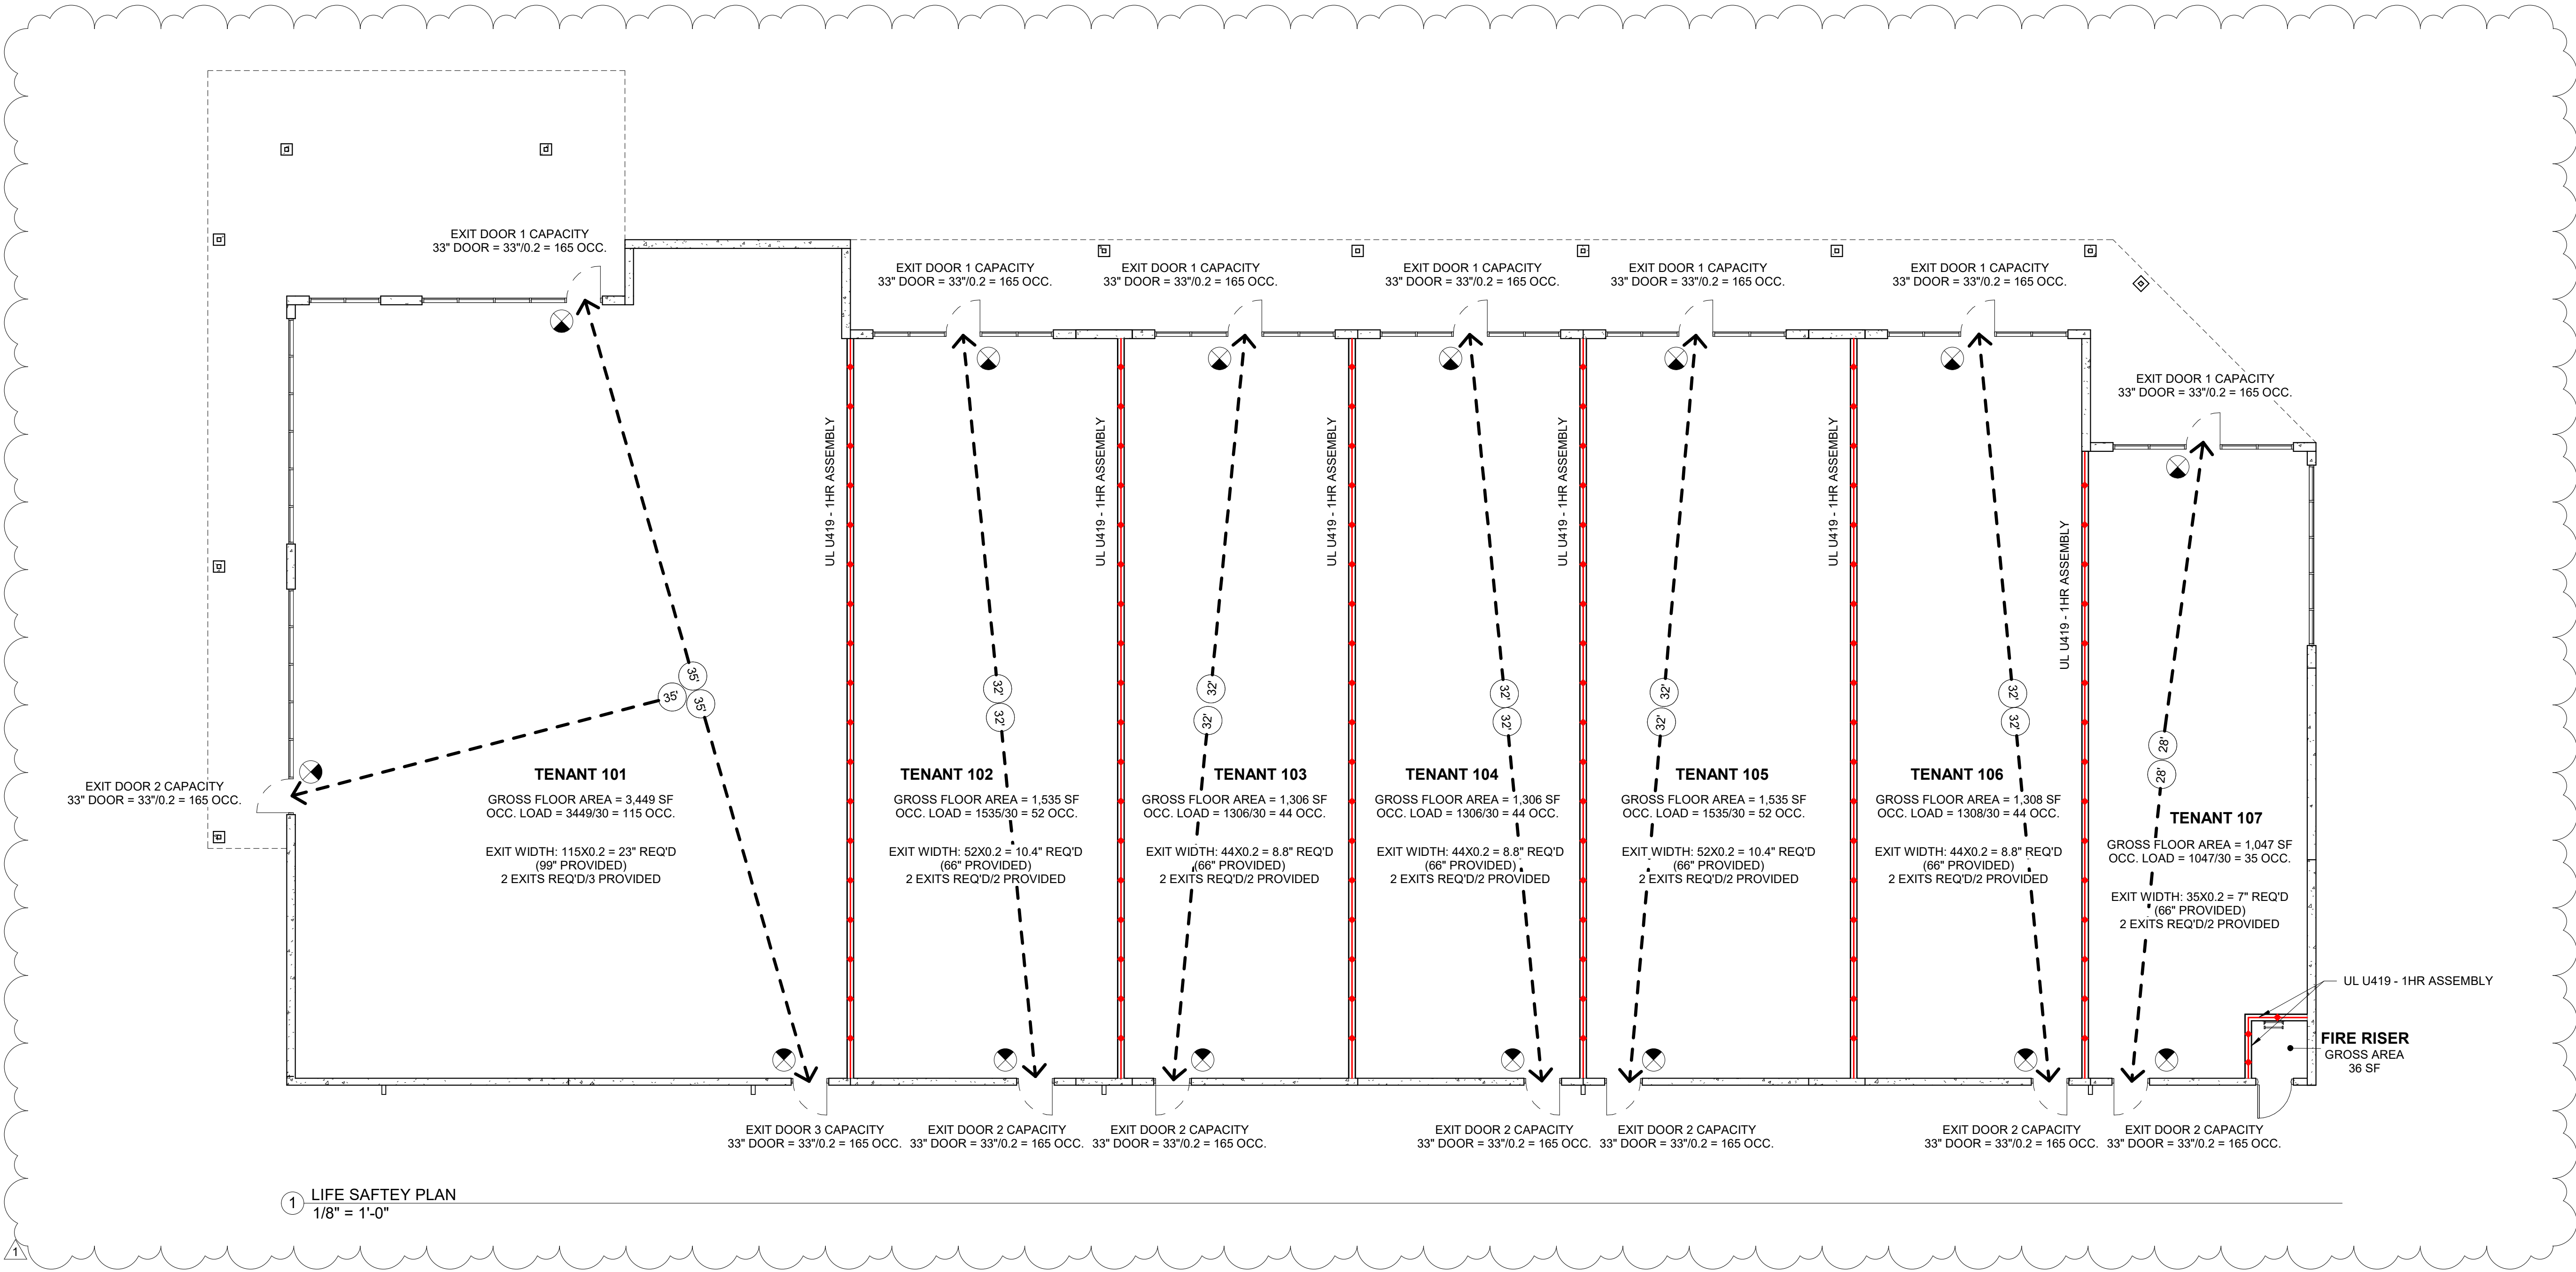 EXIT DOOR 1 CAPACITY
33" DOOR = 33"/0.2 = 165 OCC.
EXIT DOOR 1 CAPACITY
33" DOOR = 33"/0.2 = 165 OCC.
EXIT DOOR 1 CAPACITY
33" DOOR = 33"/0.2 = 165 OCC.
EXIT DOOR 1 CAPACITY
33" DOOR = 33"/0.2 = 165 OCC.
EXIT DOOR 1 CAPACITY
33" DOOR = 33"/0.2 = 165 OCC.
EXIT DOOR 1 CAPACITY
33" DOOR = 33"/0.2 = 165 OCC.
EXIT DOOR 1 CAPACITY
33" DOOR = 33"/0.2 = 165 OCC.
UL U419 - 1HR ASSEMBLY
UL U419 - 1HR ASSEMBLY
UL U419 - 1HR ASSEMBLY
UL U419 - 1HR ASSEMBLY
UL U419 - 1HR ASSEMBLY
UL U419 - 1HR ASSEMBLY
35'
35'
35'
32'
32'
32'
32'
32'
32'
32'
32'
32'
32'
28'
28'
EXIT DOOR 2 CAPACITY
33" DOOR = 33"/0.2 = 165 OCC.
TENANT 101
GROSS FLOOR AREA = 3,449 SF
OCC. LOAD = 3449/30 = 115 OCC.
EXIT WIDTH: 115X0.2 = 23" REQ'D
(99" PROVIDED)
2 EXITS REQ'D/3 PROVIDED
TENANT 102
GROSS FLOOR AREA = 1,535 SF
OCC. LOAD = 1535/30 = 52 OCC.
EXIT WIDTH: 52X0.2 = 10.4" REQ'D
(66" PROVIDED)
2 EXITS REQ'D/2 PROVIDED
TENANT 103
GROSS FLOOR AREA = 1,306 SF
OCC. LOAD = 1306/30 = 44 OCC.
EXIT WIDTH: 44X0.2 = 8.8" REQ'D
(66" PROVIDED)
2 EXITS REQ'D/2 PROVIDED
TENANT 104
GROSS FLOOR AREA = 1,306 SF
OCC. LOAD = 1306/30 = 44 OCC.
EXIT WIDTH: 44X0.2 = 8.8" REQ'D
(66" PROVIDED)
2 EXITS REQ'D/2 PROVIDED
TENANT 105
GROSS FLOOR AREA = 1,535 SF
OCC. LOAD = 1535/30 = 52 OCC.
EXIT WIDTH: 52X0.2 = 10.4" REQ'D
(66" PROVIDED)
2 EXITS REQ'D/2 PROVIDED
TENANT 106
GROSS FLOOR AREA = 1,308 SF
OCC. LOAD = 1308/30 = 44 OCC.
EXIT WIDTH: 44X0.2 = 8.8" REQ'D
(66" PROVIDED)
2 EXITS REQ'D/2 PROVIDED
TENANT 107
GROSS FLOOR AREA = 1,047 SF
OCC. LOAD = 1047/30 = 35 OCC.
EXIT WIDTH: 35X0.2 = 7" REQ'D
(66" PROVIDED)
2 EXITS REQ'D/2 PROVIDED
UL U419 - 1HR ASSEMBLY
FIRE RISER
GROSS AREA
36 SF
EXIT DOOR 3 CAPACITY
33" DOOR = 33"/0.2 = 165 OCC.
EXIT DOOR 2 CAPACITY
33" DOOR = 33"/0.2 = 165 OCC.
EXIT DOOR 2 CAPACITY
33" DOOR = 33"/0.2 = 165 OCC.
EXIT DOOR 2 CAPACITY
33" DOOR = 33"/0.2 = 165 OCC.
EXIT DOOR 2 CAPACITY
33" DOOR = 33"/0.2 = 165 OCC.
EXIT DOOR 2 CAPACITY
33" DOOR = 33"/0.2 = 165 OCC.
EXIT DOOR 2 CAPACITY
33" DOOR = 33"/0.2 = 165 OCC.
1 LIFE SAFTEY PLAN
1/8" = 1'-0"
1